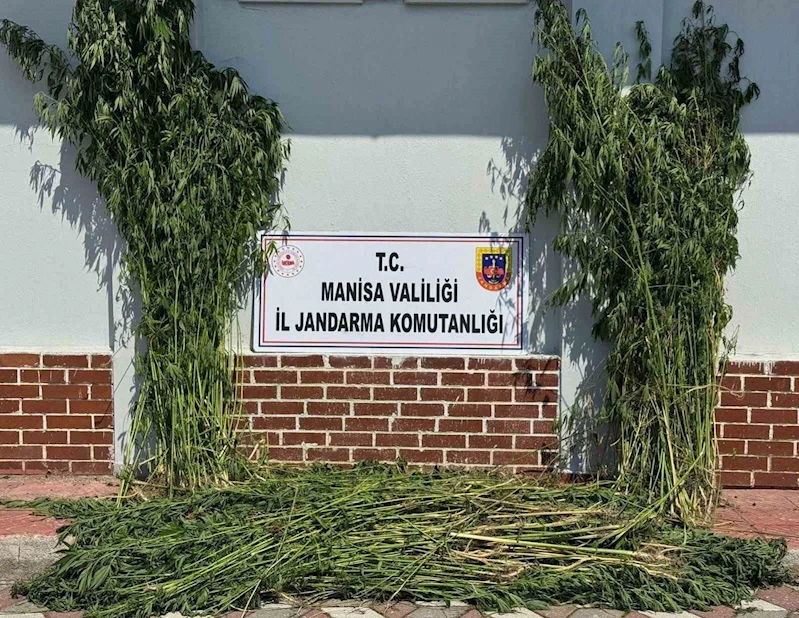 T.C.
MANİSA VALİLİĞİ
İL JANDARMA KOMUTANLIĞI